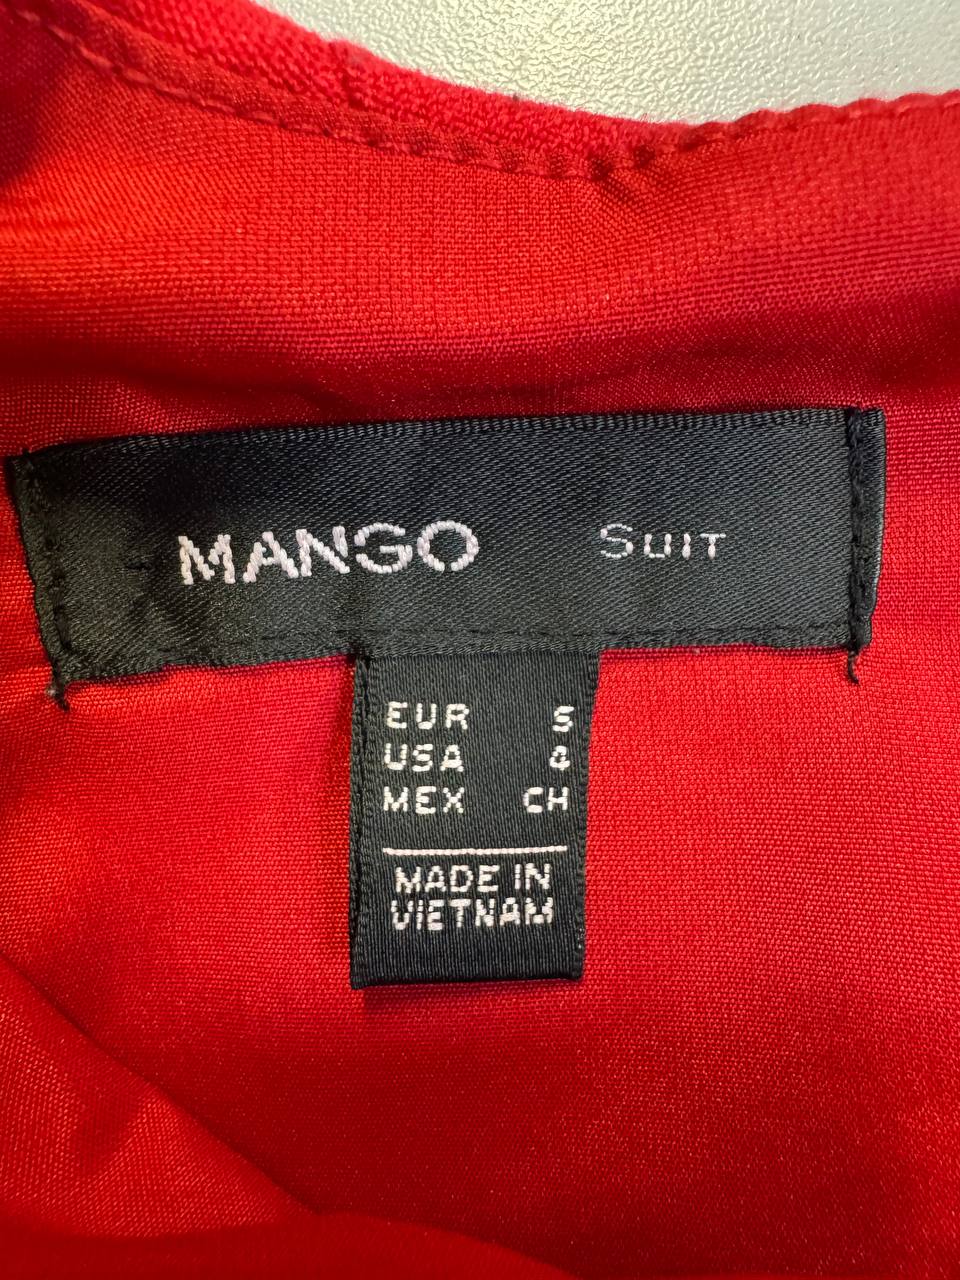 MANGO SUIT
EUR S
USA 4
MEX CH
MADE IN
VIETNAM